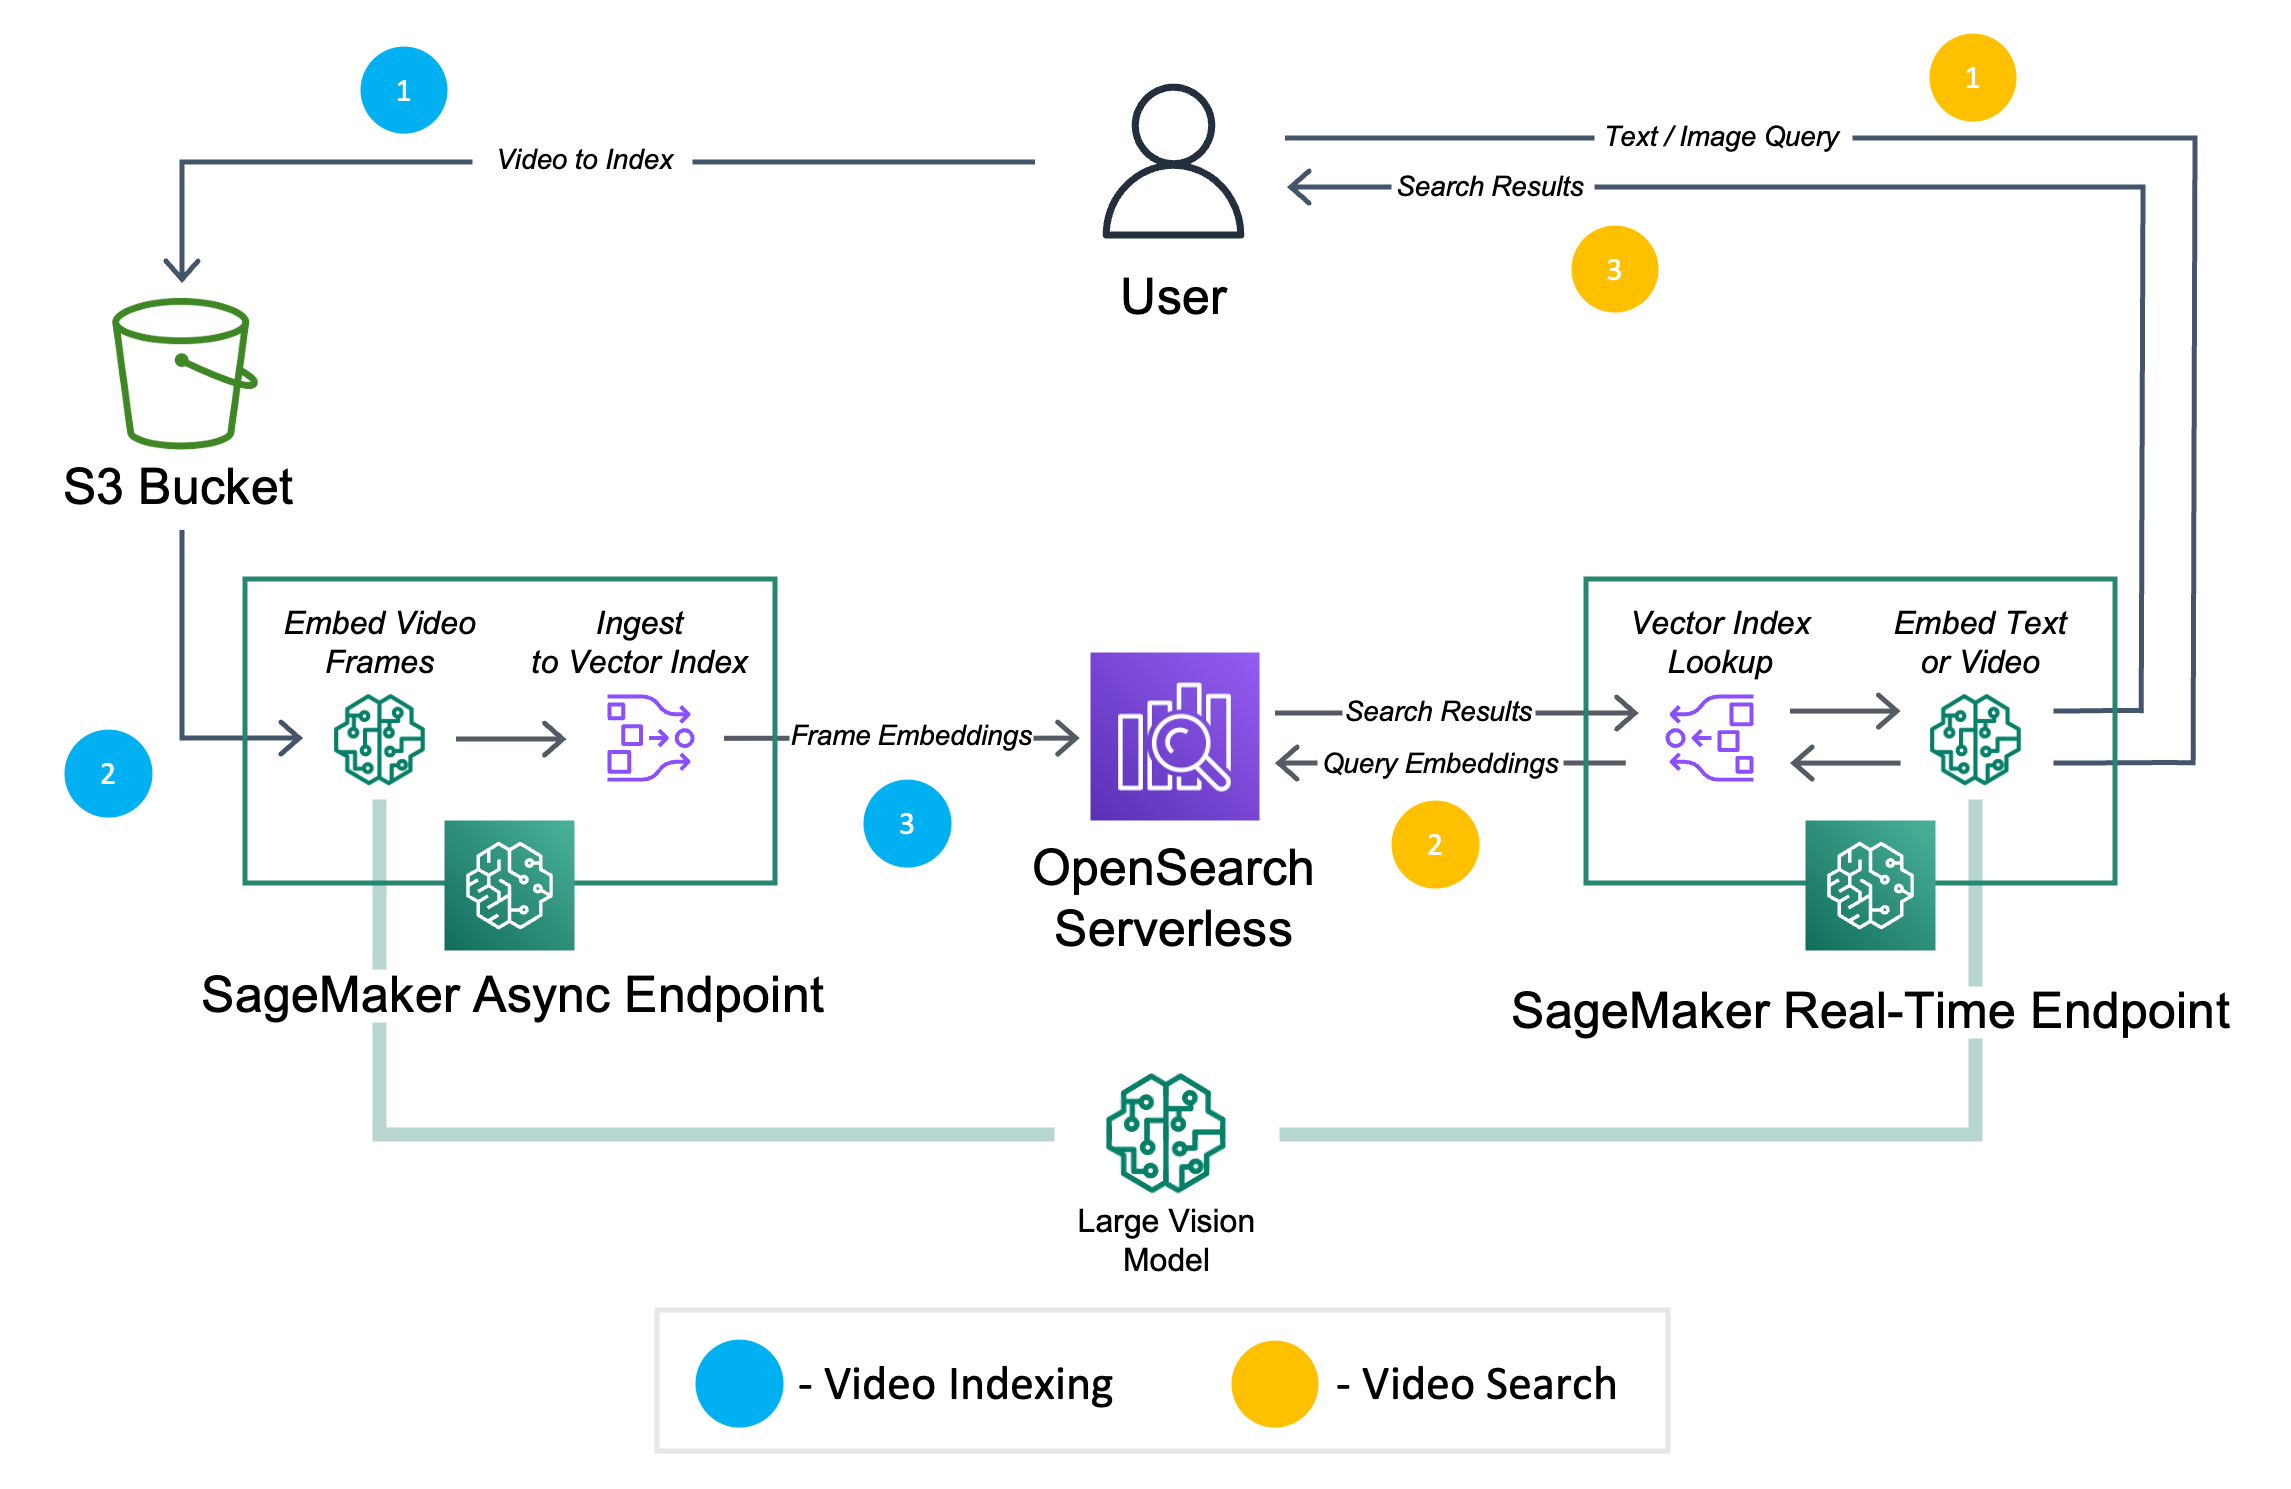 1
1
Text / Image Query
Video to Index
Search Results
3
User
S3 Bucket
Embed Video
Frames
Ingest
to Vector Index
Vector Index
Lookup
Embed Text
or Video
Search Results
Frame Embeddings
Query Embeddings
2
3
2
OpenSearch
Serverless
SageMaker Async Endpoint
SageMaker Real-Time Endpoint
Large Vision
Model
- Video Indexing
- Video Search